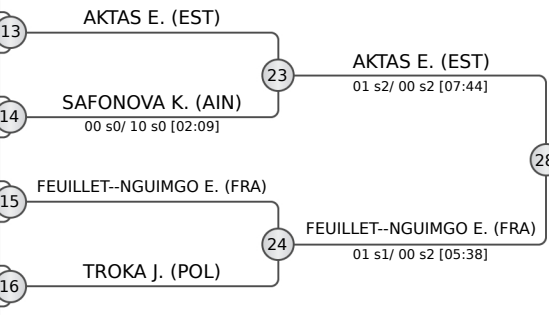 13
AKTAS E. (EST)
23
AKTAS E. (EST)
01 s2/ 00 s2 [07:44]
14
SAFONOVA K. (AIN)
00 s0/ 10 s0 [02:09]
28
15
FEUILLET--NGUIMGO E. (FRA)
24
FEUILLET--NGUIMGO E. (FRA)
01 s1/ 00 s2 [05:38]
16
TROKA J. (POL)